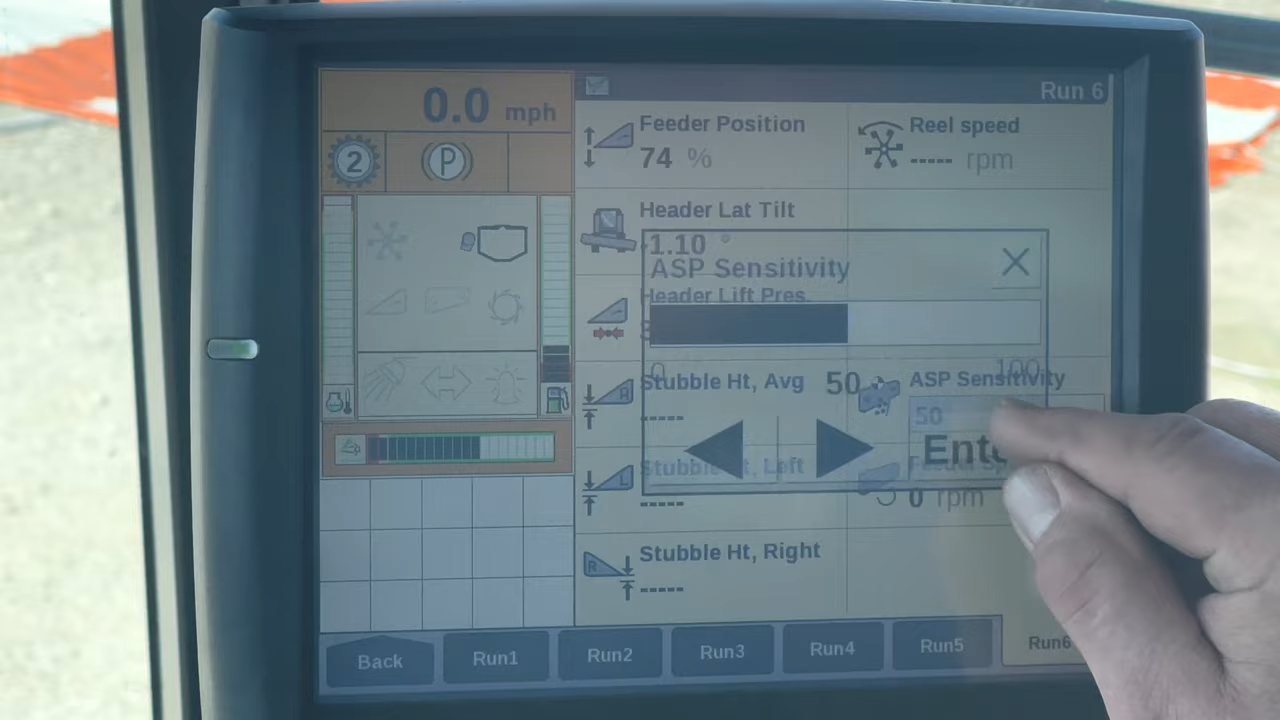 0.0 mph
Run 6
2
P
Feeder Position
74 %
Reel speed
----- rpm
Header Lat Tilt
-1.10 °
ASP Sensitivity
Header Lift Pres.
0
100
50
Stubble Ht, Avg
-----
ASP Sensitivity
50
Stubble Ht, Left
-----
0 rpm
Stubble Ht, Right
-----
R
L
R
Back
Run1
Run2
Run3
Run4
Run5
Run6